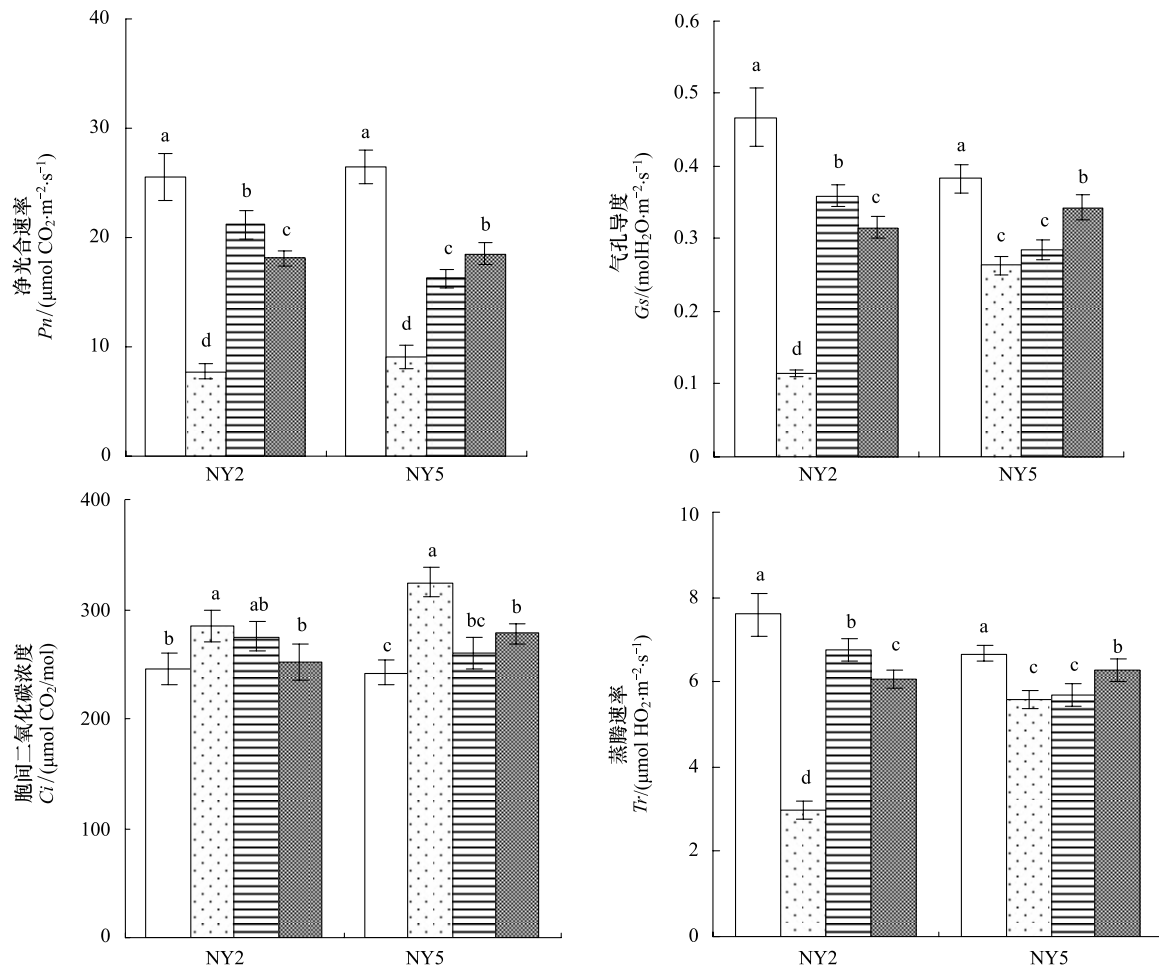 40
30
20
10
0
净光合速率
Pn/(μmol CO₂·m⁻²·s⁻¹)
a
d
b
c
a
d
c
b
NY2
NY5
0.6
0.5
0.4
0.3
0.2
0.1
0
气孔导度
Gs/(molH₂O·m⁻²·s⁻¹)
a
d
b
c
a
c
c
b
NY2
NY5
400
300
200
100
0
胞间二氧化碳浓度
Ci/(μmol CO₂/mol)
b
a
ab
b
c
a
bc
b
NY2
NY5
10
8
6
4
2
0
蒸腾速率
Tr/(μmol HO₂·m⁻²·s⁻¹)
a
d
b
c
a
c
c
b
NY2
NY5